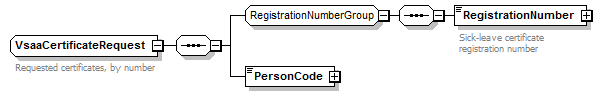 RegistrationNumberGroup
RegistrationNumber
Sick-leave certificate
registration number
VsaaCertificateRequest
Requested certificates, by number
PersonCode